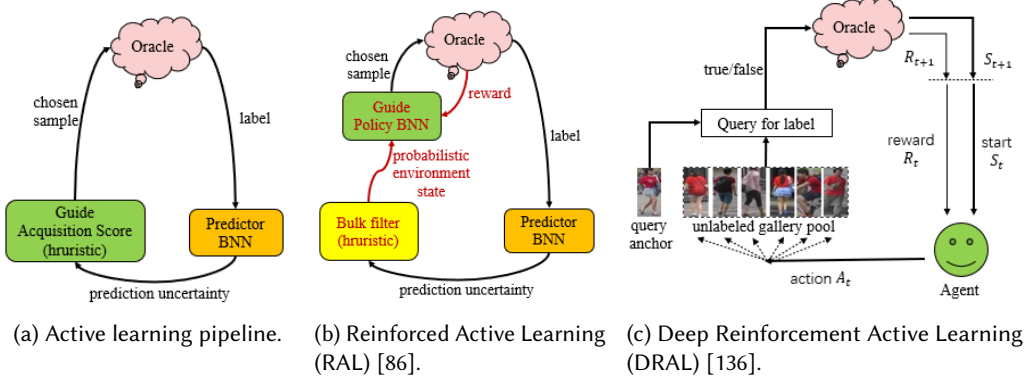 Oracle
chosen
sample
label
Guide
Acquisition Score
(hruristic)
Predictor
BNN
prediction uncertainty
(a) Active learning pipeline.
Oracle
chosen
sample
reward
Guide
Policy BNN
label
probabilistic
environment
state
Bulk filter
(hruristic)
Predictor
BNN
prediction uncertainty
(b) Reinforced Active Learning
(RAL) [86].
Oracle
true/false
R_{t+1}
S_{t+1}
Query for label
reward
R_t
start
S_t
query
anchor
unlabeled gallery pool
action A_t
Agent
(c) Deep Reinforcement Active Learning
(DRAL) [136].